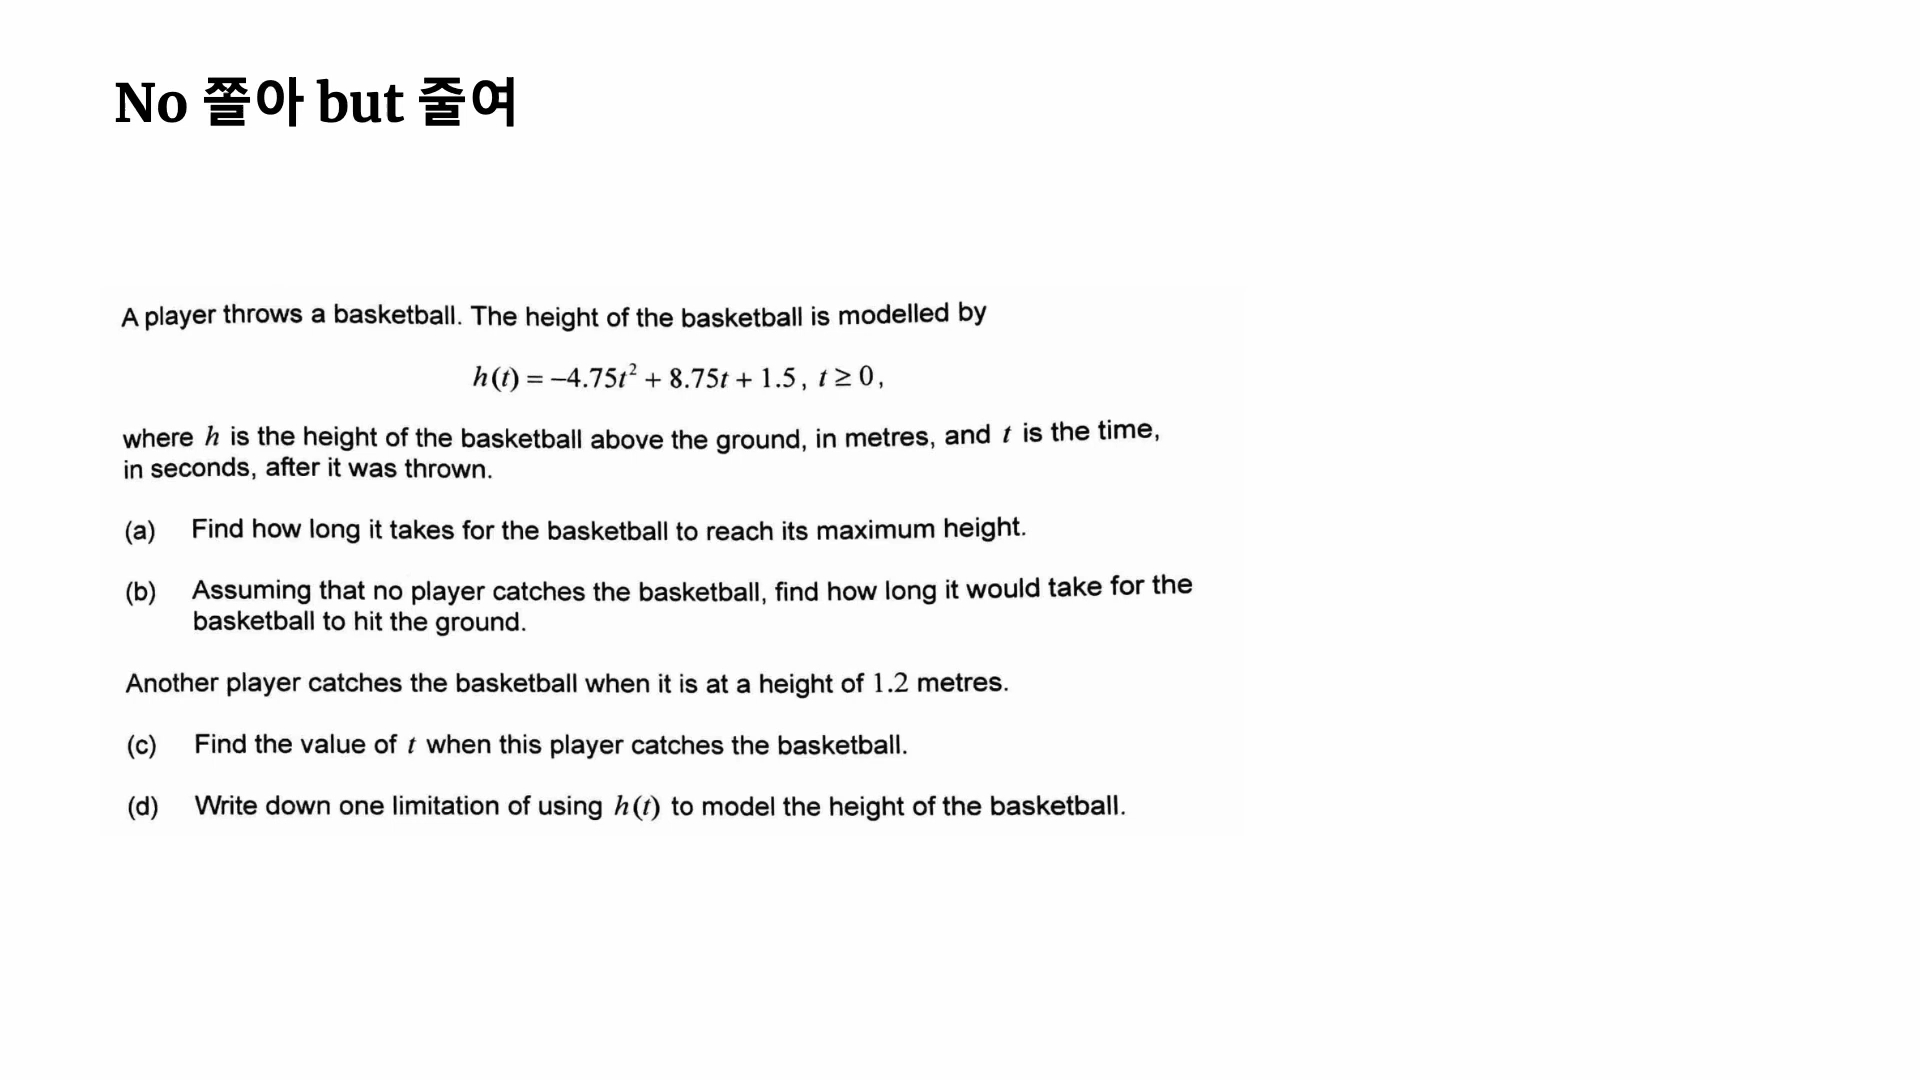 No 쫄아 but 줄여
A player throws a basketball. The height of the basketball is modelled by
h(t) = −4.75t² + 8.75t + 1.5, t ≥ 0,
where h is the height of the basketball above the ground, in metres, and t is the time,
in seconds, after it was thrown.
(a) Find how long it takes for the basketball to reach its maximum height.
(b) Assuming that no player catches the basketball, find how long it would take for the
basketball to hit the ground.
Another player catches the basketball when it is at a height of 1.2 metres.
(c) Find the value of t when this player catches the basketball.
(d) Write down one limitation of using h(t) to model the height of the basketball.